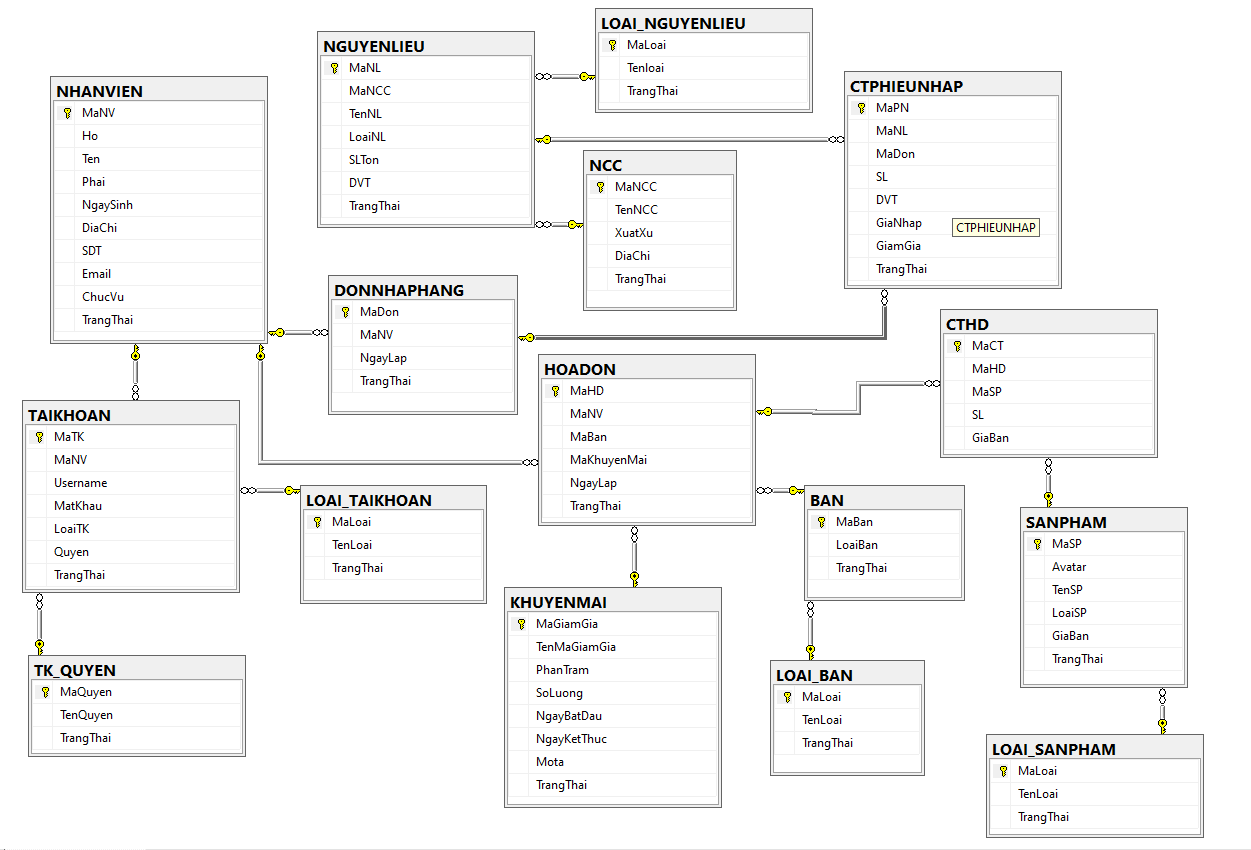 LOAI_NGUYENLIEU
MaLoai
Tenloai
TrangThai
NGUYENLIEU
MaNL
MaNCC
TenNL
LoaiNL
SLTon
DVT
TrangThai
NHANVIEN
MaNV
Ho
Ten
Phai
NgaySinh
DiaChi
SDT
Email
ChucVu
TrangThai
CTPHIEUNHAP
MaPN
MaNL
MaDon
SL
DVT
GiaNhap
GiamGia
TrangThai
CTPHIEUNHAP
NCC
MaNCC
TenNCC
XuatXu
DiaChi
TrangThai
DONNHAPHANG
MaDon
MaNV
NgayLap
TrangThai
CTHD
MaCT
MaHD
MaSP
SL
GiaBan
HOADON
MaHD
MaNV
MaBan
MaKhuyenMai
NgayLap
TrangThai
TAIKHOAN
MaTK
MaNV
Username
MatKhau
LoaiTK
Quyen
TrangThai
LOAI_TAIKHOAN
MaLoai
TenLoai
TrangThai
BAN
MaBan
LoaiBan
TrangThai
SANPHAM
MaSP
Avatar
TenSP
LoaiSP
GiaBan
TrangThai
KHUYENMAI
MaGiamGia
TenMaGiamGia
PhanTram
SoLuong
NgayBatDau
NgayKetThuc
Mota
TrangThai
TK_QUYEN
MaQuyen
TenQuyen
TrangThai
LOAI_BAN
MaLoai
TenLoai
TrangThai
LOAI_SANPHAM
MaLoai
TenLoai
TrangThai